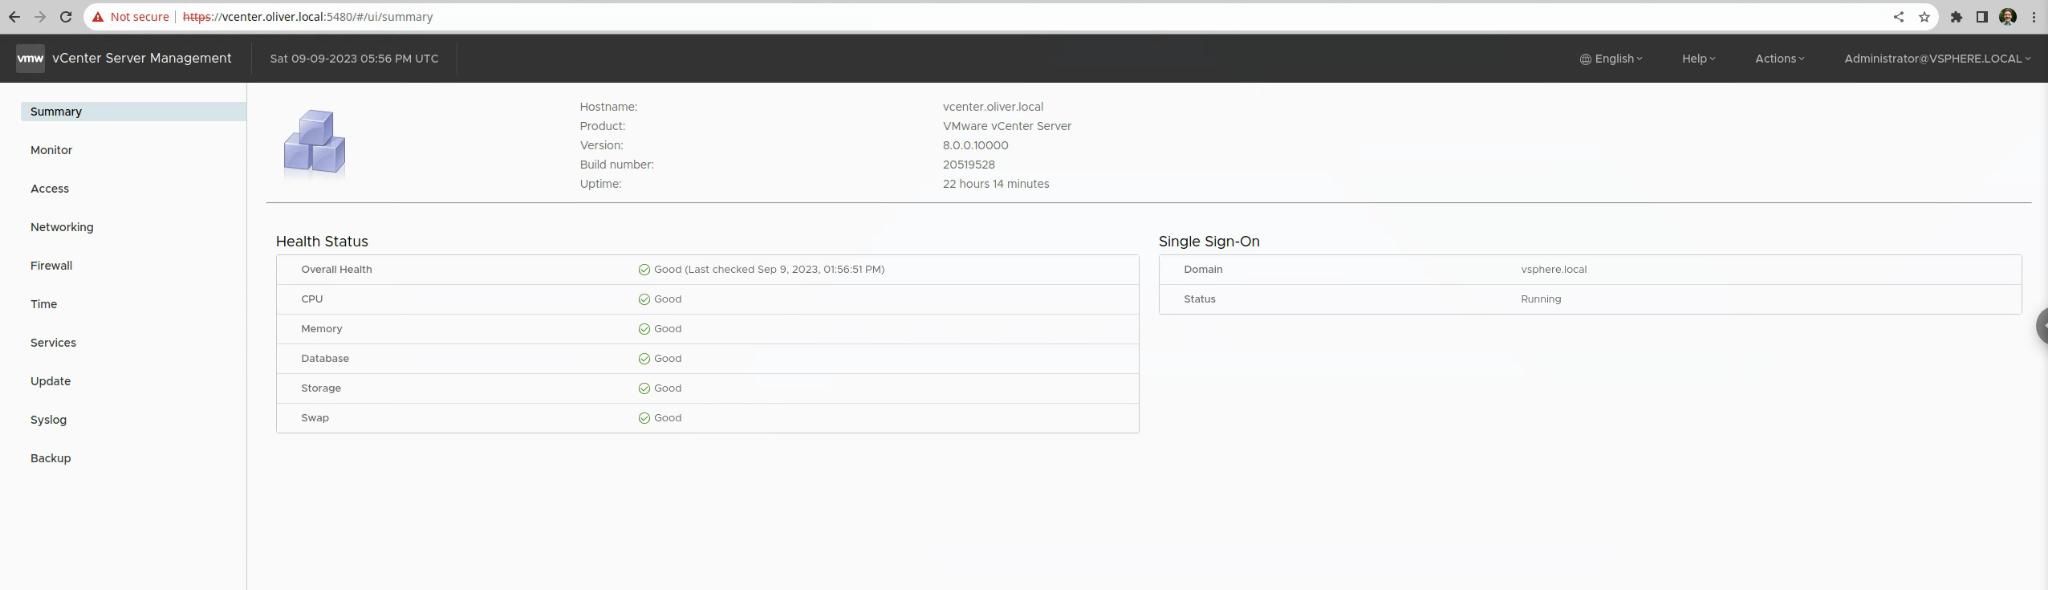 Not secure https://vcenter.oliver.local:5480/#/ui/summary
vmw vCenter Server Management Sat 09-09-2023 05:56 PM UTC English Help Actions Administrator@VSPHERE.LOCAL
Summary
Monitor
Access
Networking
Firewall
Time
Services
Update
Syslog
Backup
Hostname: vcenter.oliver.local
Product: VMware vCenter Server
Version: 8.0.0.10000
Build number: 20519528
Uptime: 22 hours 14 minutes
Health Status
Overall Health Good (Last checked Sep 9, 2023, 01:56:51 PM)
CPU Good
Memory Good
Database Good
Storage Good
Swap Good
Single Sign-On
Domain vsphere.local
Status Running